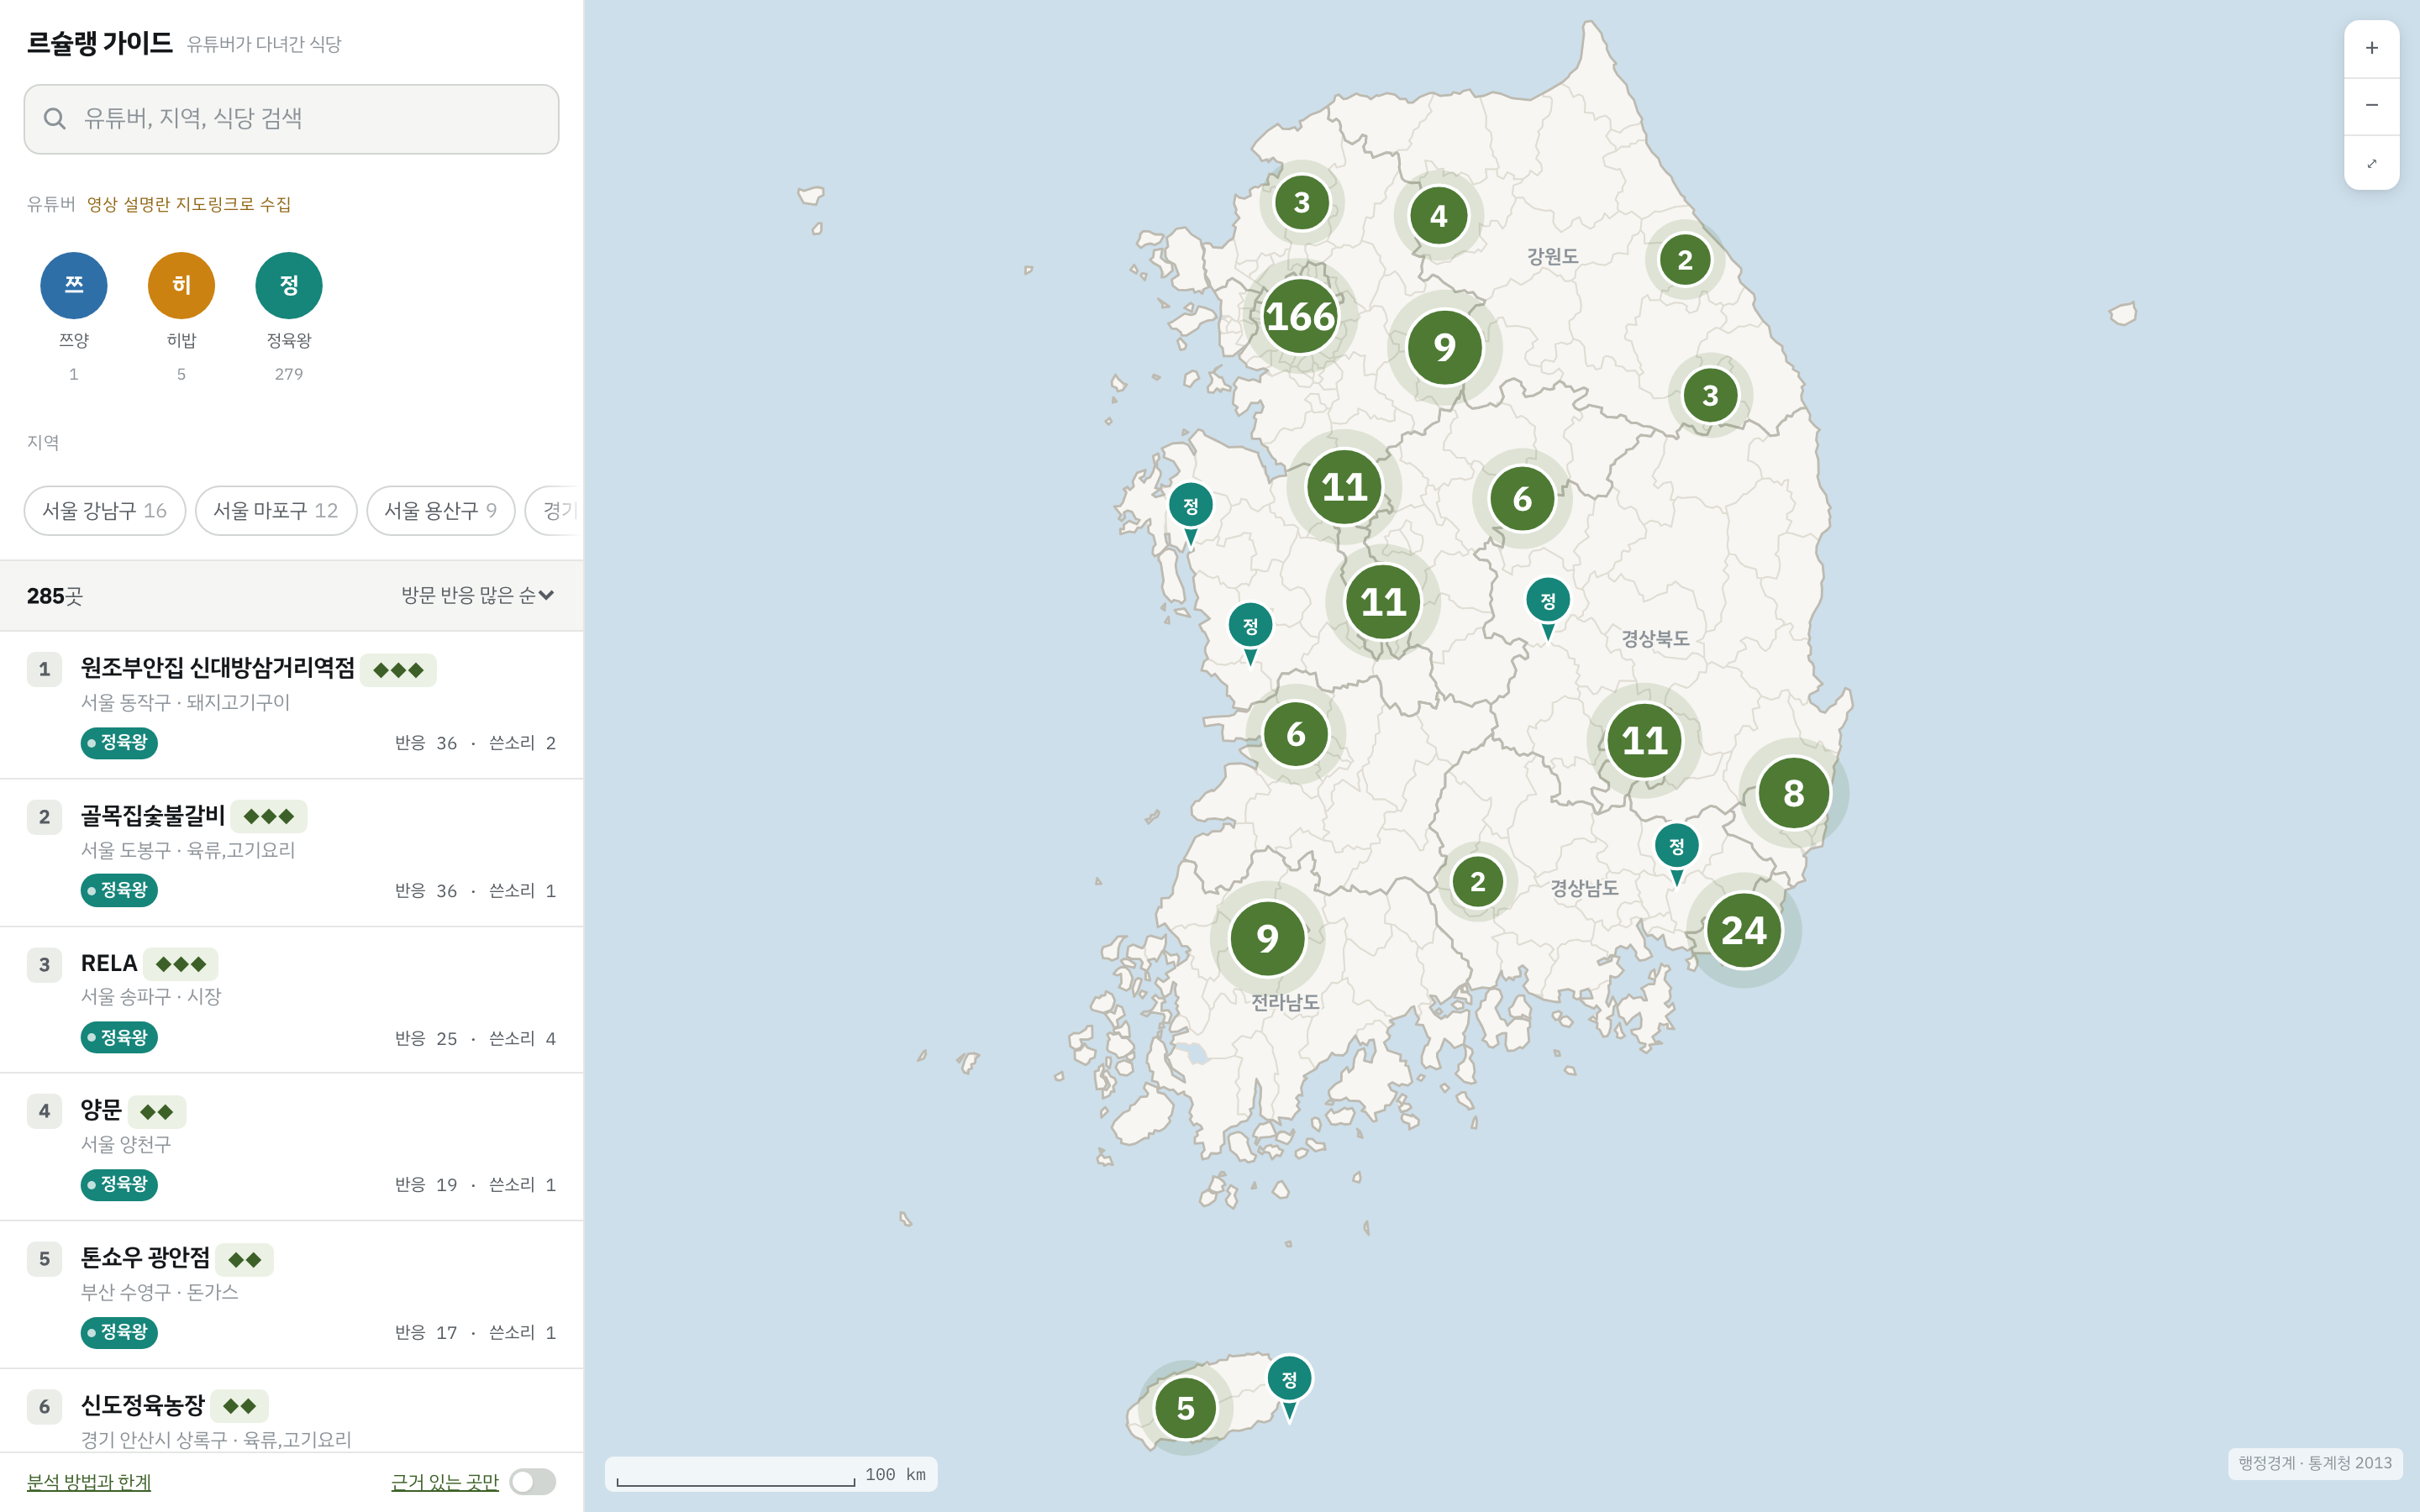 르슐랭 가이드 유튜버가 다녀간 식당
유튜버, 지역, 식당 검색
유튜버 영상 설명란 지도링크로 수집
쯔 히 정
쯔양 히밥 정육왕
1 5 279
지역
서울 강남구 16 서울 마포구 12 서울 용산구 9 경기
285곳 방문 반응 많은 순
1 원조부안집 신대방삼거리역점 ◆◆◆
서울 동작구 · 돼지고기구이
정육왕 반응 36 · 쓴소리 2
2 골목집숯불갈비 ◆◆◆
서울 도봉구 · 육류,고기요리
정육왕 반응 36 · 쓴소리 1
3 RELA ◆◆◆
서울 송파구 · 시장
정육왕 반응 25 · 쓴소리 4
4 양문 ◆◆
서울 양천구
정육왕 반응 19 · 쓴소리 1
5 톤쇼우 광안점 ◆◆
부산 수영구 · 돈가스
정육왕 반응 17 · 쓴소리 1
6 신도정육농장 ◆◆
경기 안산시 상록구 · 육류,고기요리
분석 방법과 한계 근거 있는 곳만
+
−
⤢
3
4
강원도
2
166
9
3
11
6
정
11
정
정
경상북도
6
11
8
정
2
경상남도
24
9
전라남도
정
5
100 km
행정경계 · 통계청 2013